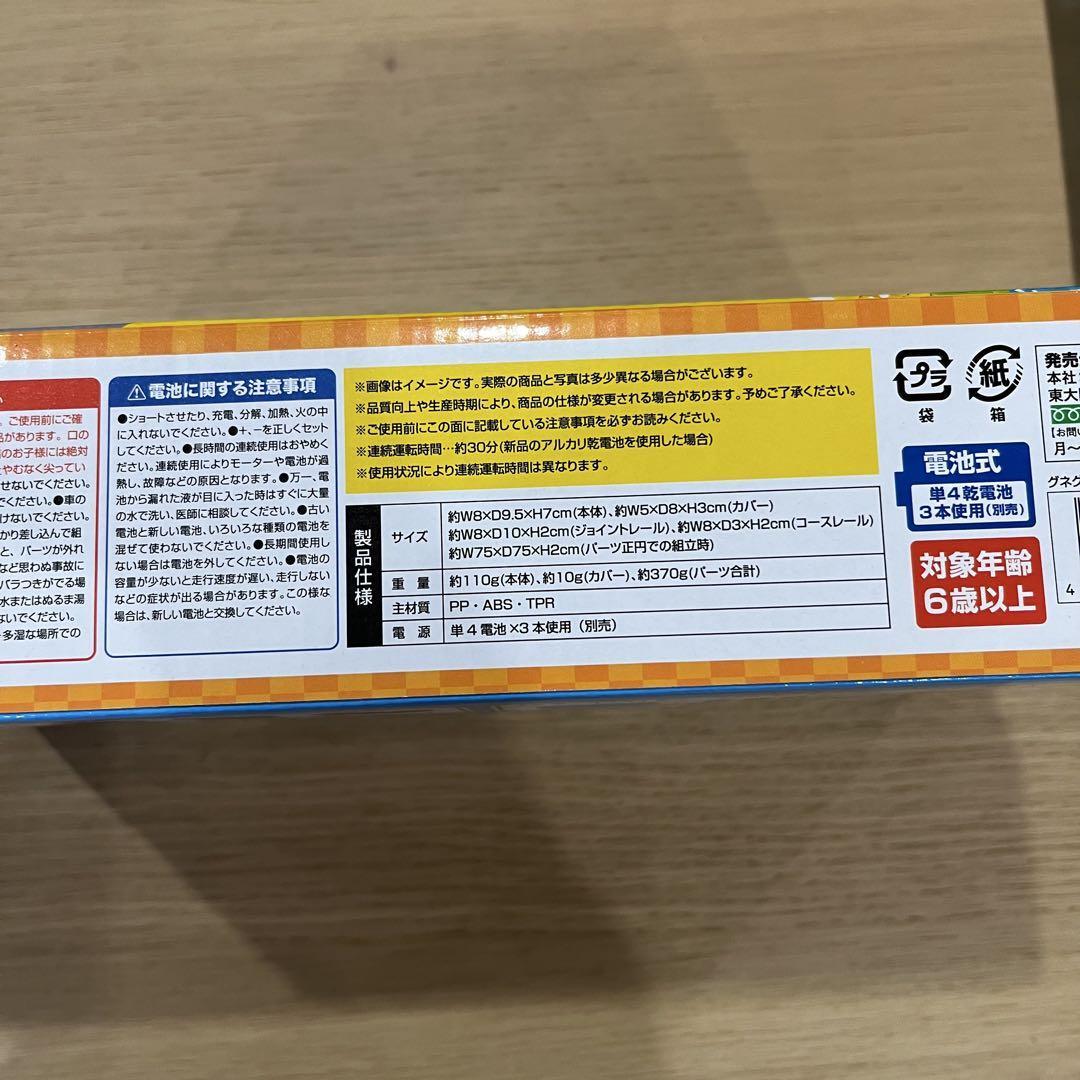 ご使用前にご確
品があります。口の
のお子様には絶対
やむなく尖ってい
せないでください。
でください。●車の
けないでください。
かり差し込んで組
と、パーツが外れ
など思わぬ事故に
バラつきがでる場
水またはぬるま湯
ないでください。
多湿な場所での
⚠電池に関する注意事項
●ショートさせたり、充電、分解、加熱、火の中
に入れないでください。●＋、－を正しくセット
してください。●長時間の連続使用はおやめく
ださい。連続使用によりモーターや電池が過
熱し、故障などの原因となります。●万一、電
池から漏れた液が目に入った時はすぐに大量
の水で洗い、医師に相談してください。●古い
電池と新しい電池、いろいろな種類の電池を
混ぜて使わないでください。●長期間使用し
ない場合は電池を外してください。●電池の
容量が少ないと走行速度が遅い、走行しない
などの症状が出る場合があります。この様な
場合は、新しい電池と交換してください。
※画像はイメージです。実際の商品と写真は多少異なる場合がございます。
※品質向上や生産時期により、商品の仕様が変更される場合があります。予めご了承ください。
※ご使用前にこの面に記載している注意事項を必ずお読みください。
※連続運転時間…約30分(新品のアルカリ乾電池を使用した場合)
※使用状況により連続運転時間は異なります。
製品仕様
サイズ
約W8×D9.5×H7cm(本体)、約W5×D8×H3cm(カバー)
約W8×D10×H2cm(ジョイントレール)、約W8×D3×H2cm(コースレール)
約W75×D75×H2cm(パーツ正円での組立時)
重量 約110g(本体)、約10g(カバー)、約370g(パーツ合計)
主材質 PP・ABS・TPR
電源 単4電池×3本使用(別売)
プラ
袋
紙
箱
電池式
単4乾電池
3本使用(別売)
対象年齢
6歳以上
発売
本社
東大
【お問い
月～
グネク
4